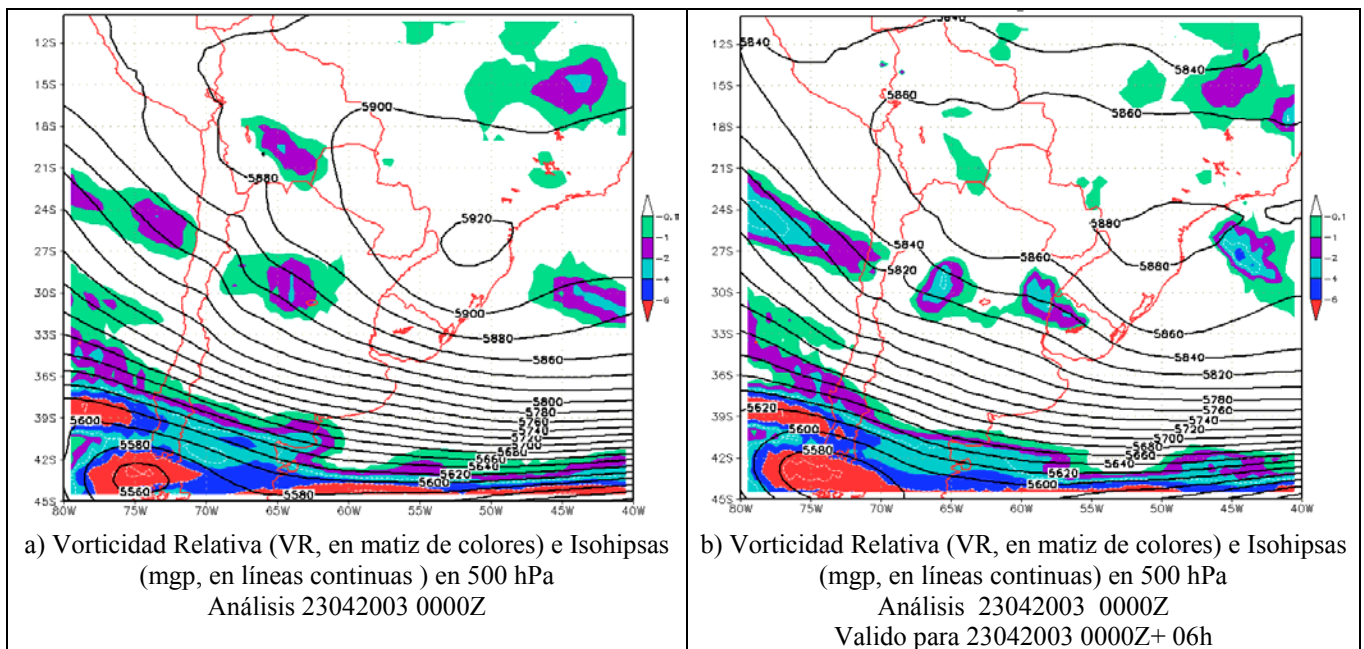 12S
15S
18S
21S
24S
27S
30S
33S
36S
39S
42S
45S
80W 75W 70W 65W 60W 55W 50W 45W 40W
5900
5880
5920
5900
5880
5860
5800
5780
5760
5740
5720
5700
5680
5660
5640
5620
5600
5600
5580
5560
5580
-0.1
-1
-2
-4
-6
a) Vorticidad Relativa (VR, en matiz de colores) e Isohipsas
(mgp, en líneas continuas ) en 500 hPa
Análisis 23042003 0000Z
12S
15S
18S
21S
24S
27S
30S
33S
36S
39S
42S
45S
80W 75W 70W 65W 60W 55W 50W 45W 40W
5840
5840
5840
5860
5860
5880
5840
5860
5820
5880
5860
5840
5820
5780
5760
5740
5720
5700
5680
5660
5640
5620
5600
5620
5600
5580
-0.1
-1
-2
-4
-6
b) Vorticidad Relativa (VR, en matiz de colores) e Isohipsas
(mgp, en líneas continuas) en 500 hPa
Análisis 23042003 0000Z
Valido para 23042003 0000Z+ 06h